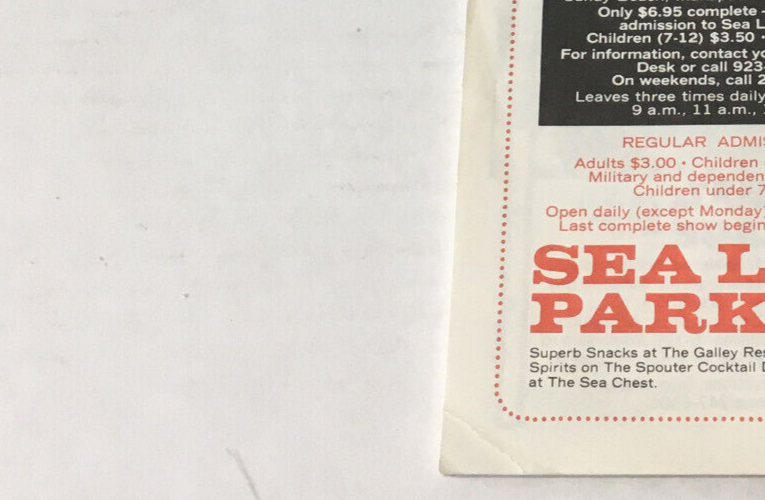 Only $6.95 complete -
admission to Sea L
Children (7-12) $3.50 •
For information, contact yo
Desk or call 923-
On weekends, call 2
Leaves three times daily
9 a.m., 11 a.m.,
REGULAR ADMIS
Adults $3.00 • Children
Military and dependen
Children under 7
Open daily (except Monday)
Last complete show begin
SEA L
PARK
Superb Snacks at The Galley Res
Spirits on The Spouter Cocktail D
at The Sea Chest.